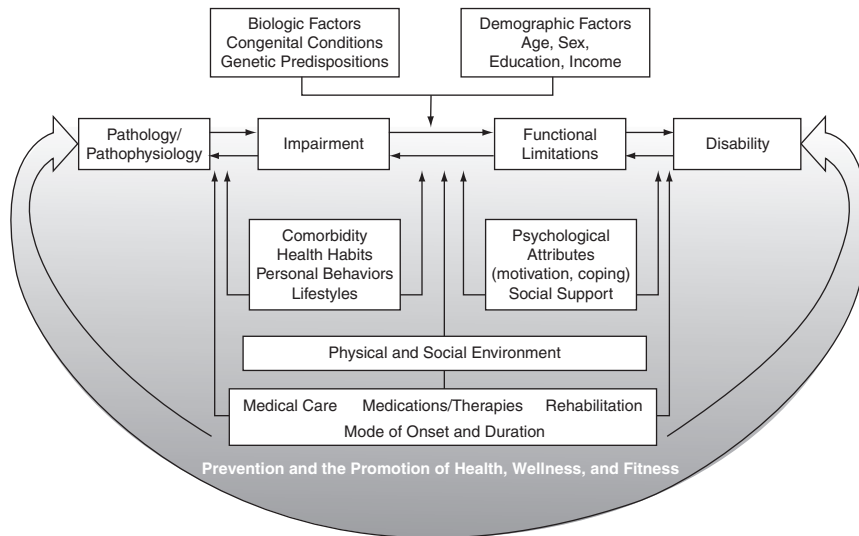 Biologic Factors
Congenital Conditions
Genetic Predispositions
Demographic Factors
Age, Sex,
Education, Income
Pathology/
Pathophysiology
Impairment
Functional
Limitations
Disability
Comorbidity
Health Habits
Personal Behaviors
Lifestyles
Psychological
Attributes
(motivation, coping)
Social Support
Physical and Social Environment
Medical Care Medications/Therapies Rehabilitation
Mode of Onset and Duration
Prevention and the Promotion of Health, Wellness, and Fitness